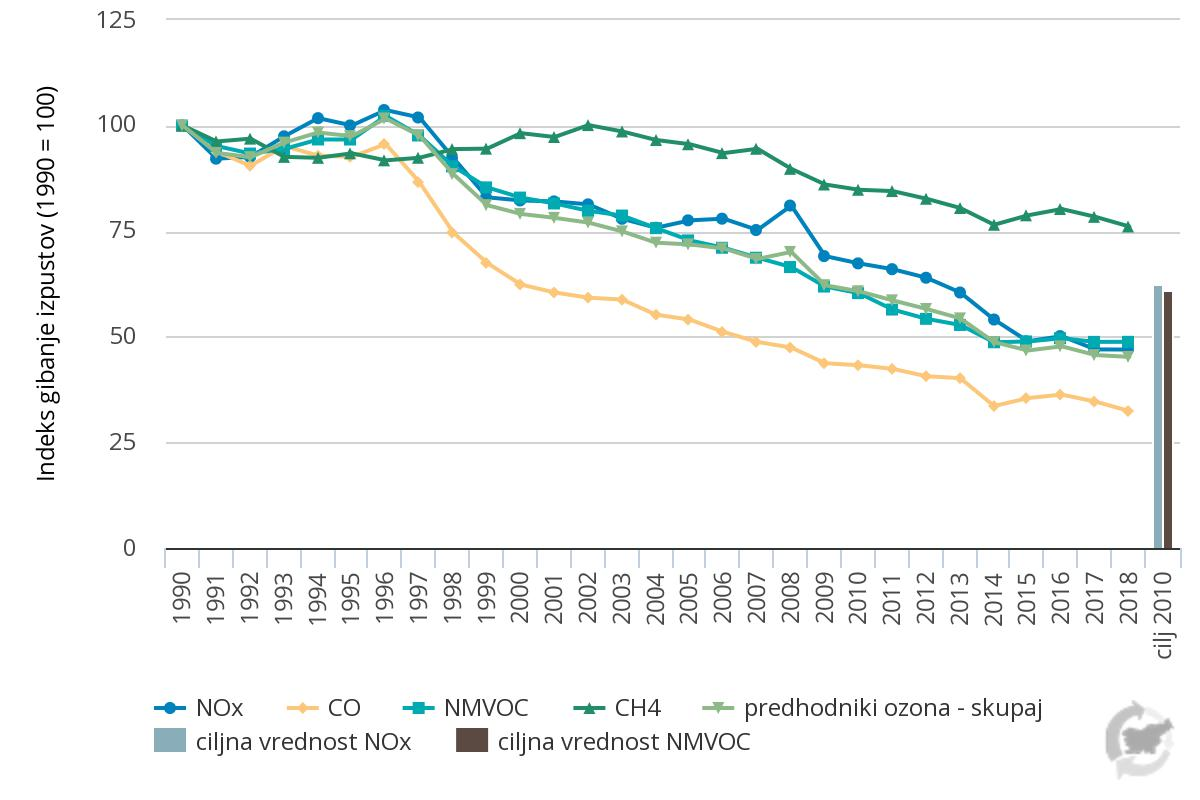 Indeks gibanje izpustov (1990 = 100)
125
100
75
50
25
0
1990 1991 1992 1993 1994 1995 1996 1997 1998 1999 2000 2001 2002 2003 2004 2005 2006 2007 2008 2009 2010 2011 2012 2013 2014 2015 2016 2017 2018 cilj 2010
NOx CO NMVOC CH4 predhodniki ozona - skupaj
ciljna vrednost NOx ciljna vrednost NMVOC